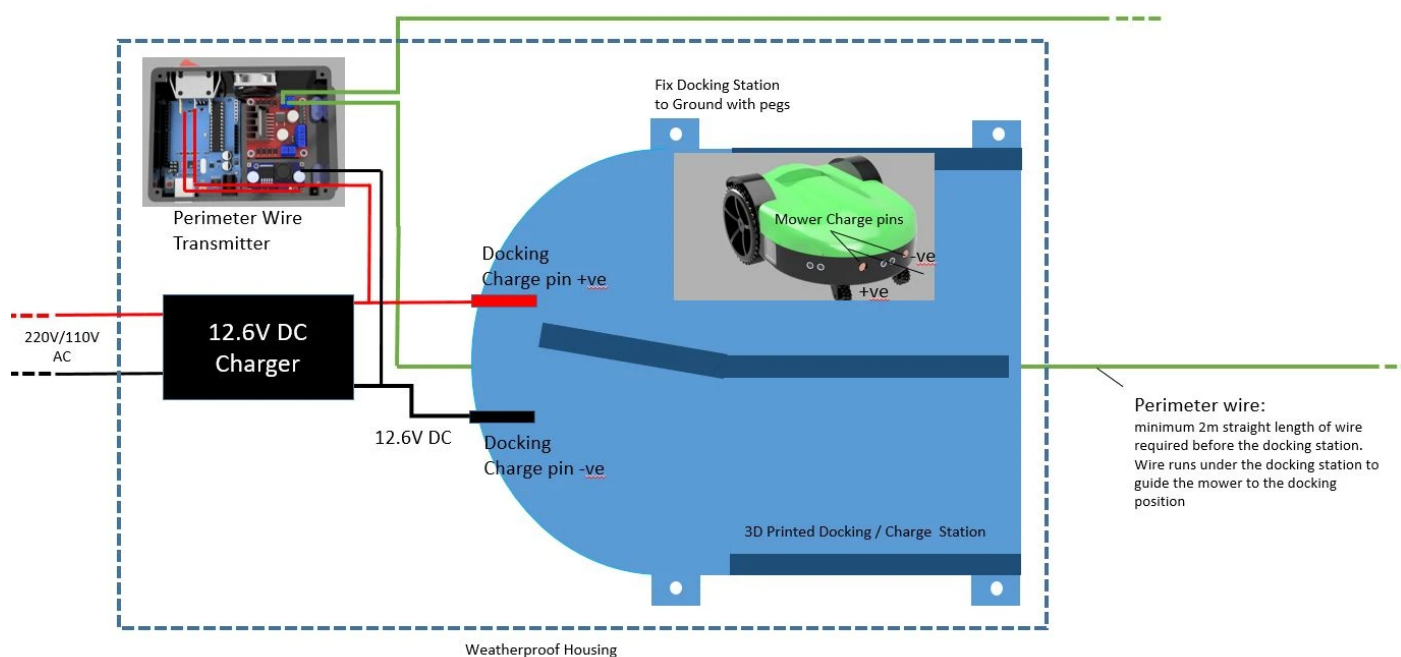 Fix Docking Station
to Ground with pegs
Perimeter Wire
Transmitter
Mower Charge pins
-ve
+ve
Docking
Charge pin +ve
220V/110V
AC
12.6V DC
Charger
12.6V DC
Docking
Charge pin -ve
Perimeter wire:
minimum 2m straight length of wire
required before the docking station.
Wire runs under the docking station to
guide the mower to the docking
position
3D Printed Docking / Charge  Station
Weatherproof Housing